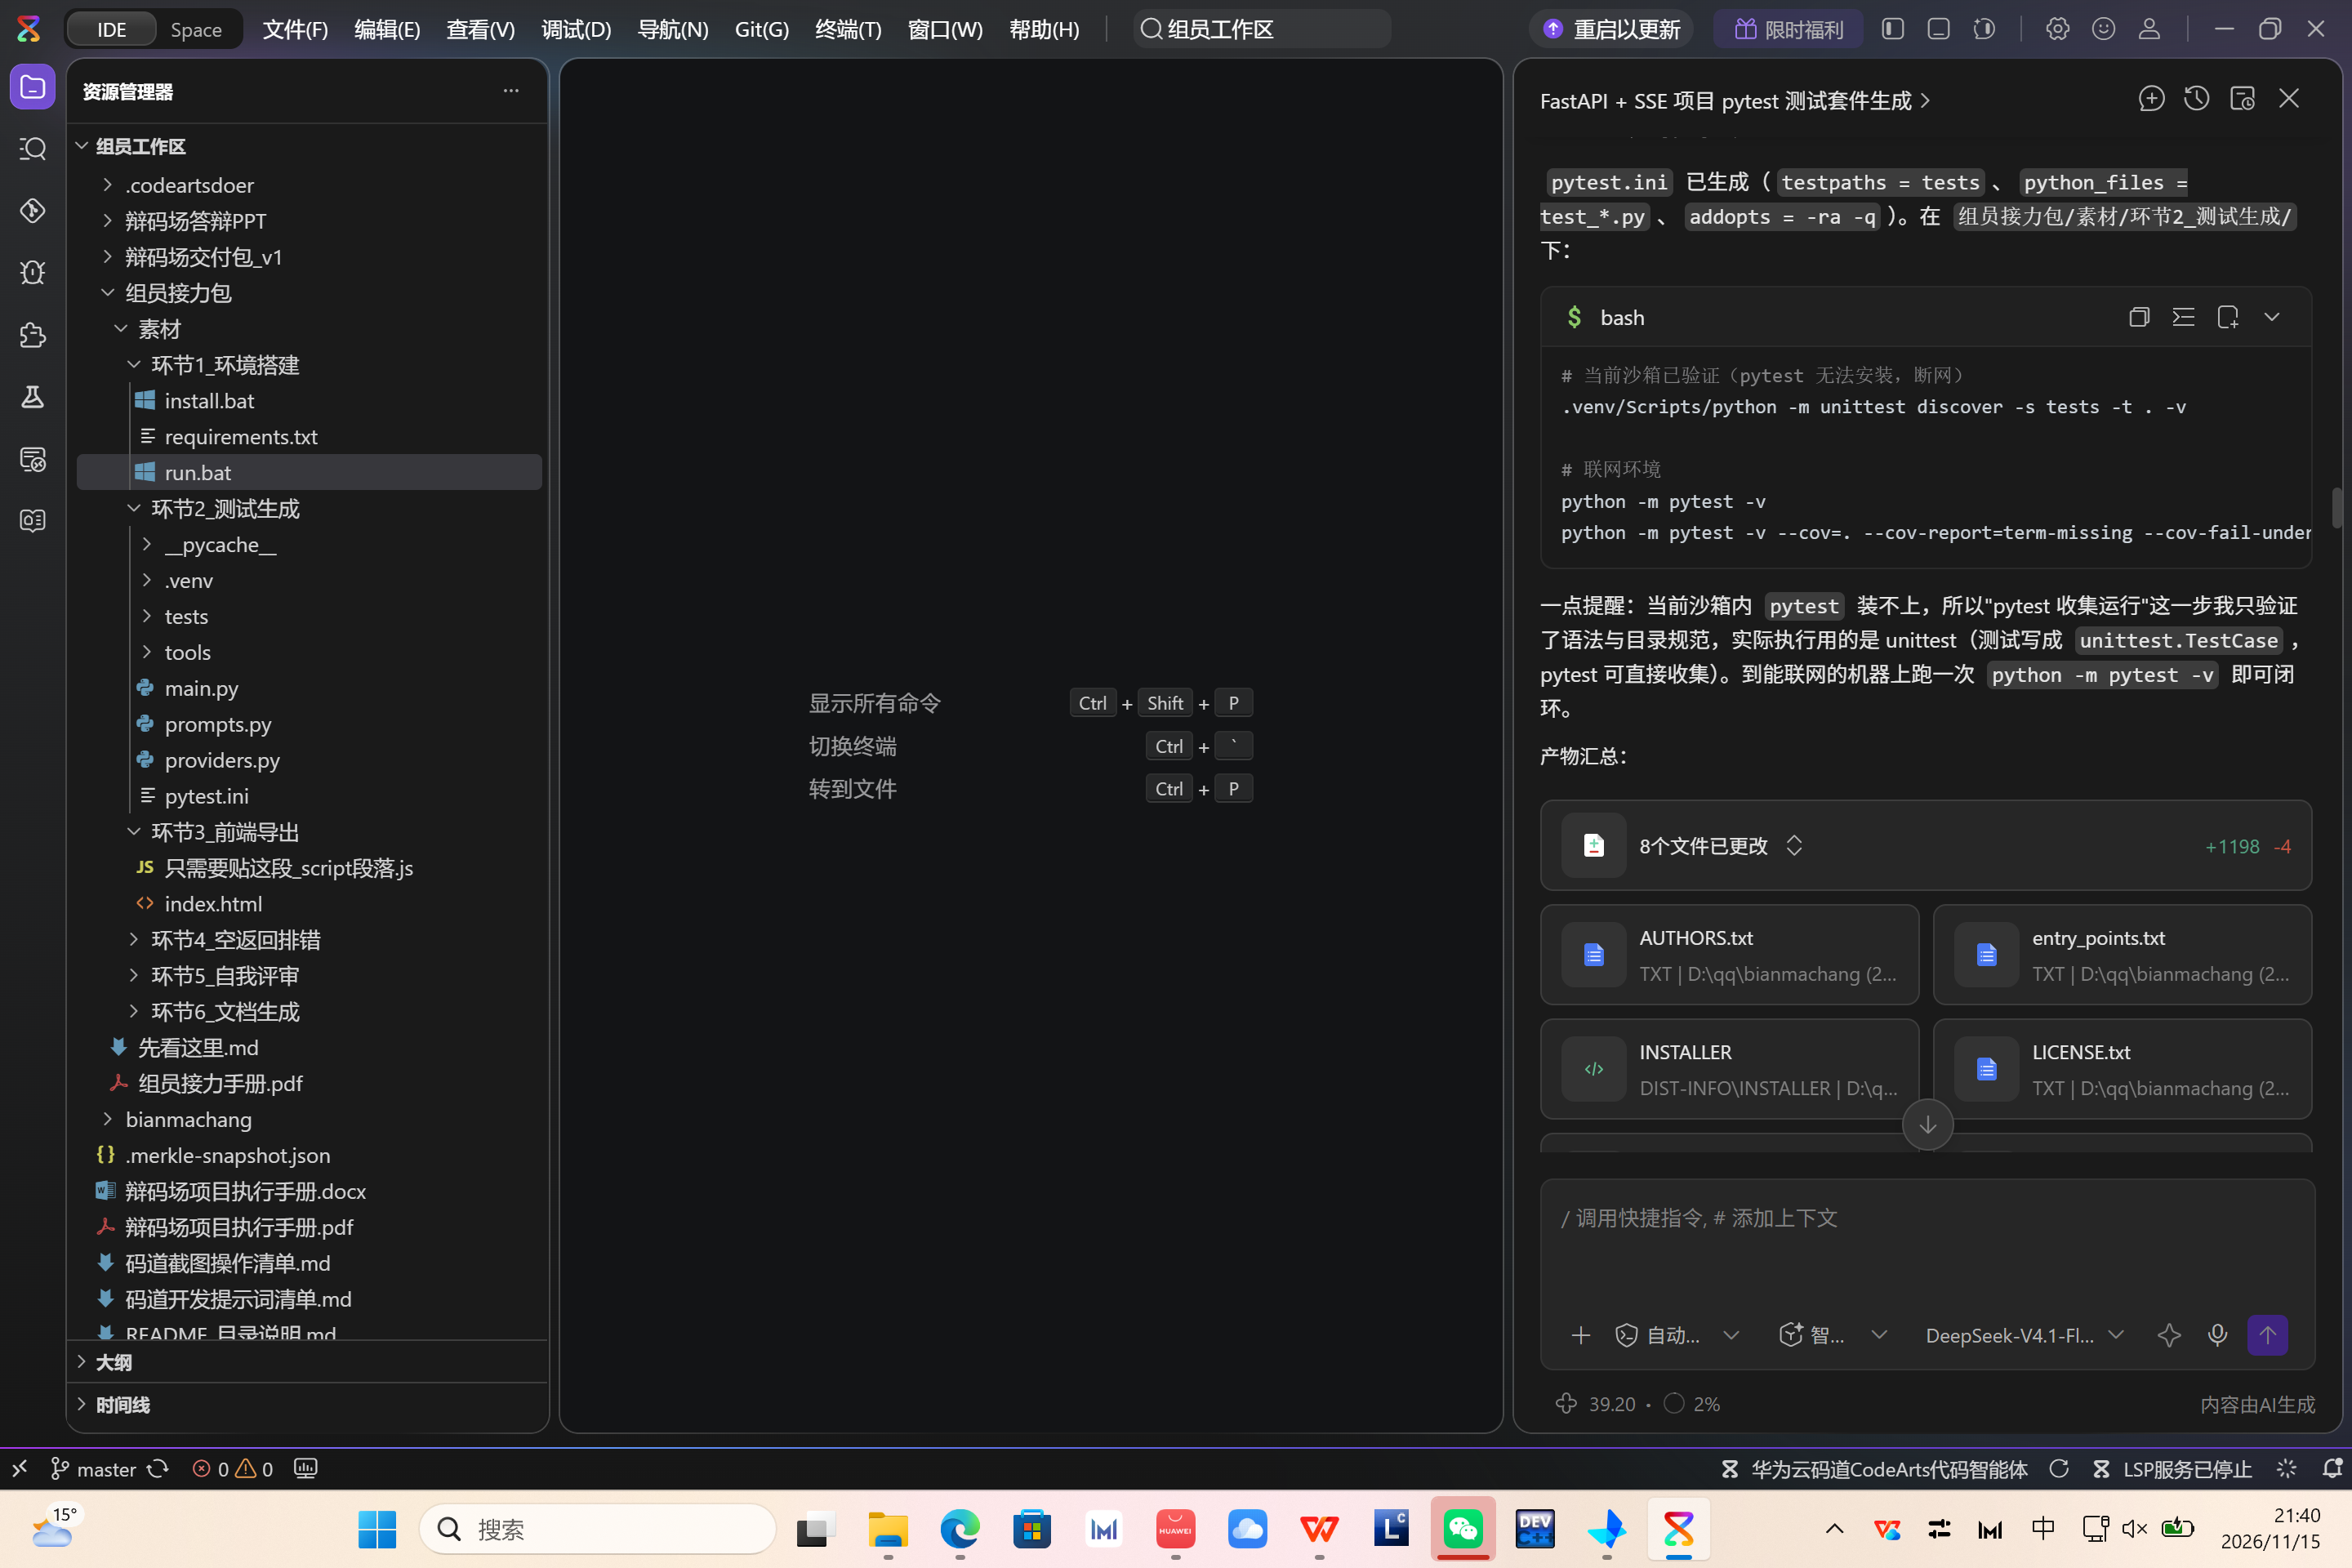 IDE
Space
文件(F)
编辑(E)
查看(V)
调试(D)
导航(N)
Git(G)
终端(T)
窗口(W)
帮助(H)
组员工作区
重启以更新
限时福利
资源管理器
组员工作区
.codeartsdoer
辩码场答辩PPT
辩码场交付包_v1
组员接力包
素材
环节1_环境搭建
install.bat
requirements.txt
run.bat
环节2_测试生成
__pycache__
.venv
tests
tools
main.py
prompts.py
providers.py
pytest.ini
环节3_前端导出
JS 只需要贴这段_script段落.js
index.html
环节4_空返回排错
环节5_自我评审
环节6_文档生成
先看这里.md
组员接力手册.pdf
bianmachang
.merkle-snapshot.json
辩码场项目执行手册.docx
辩码场项目执行手册.pdf
码道截图操作清单.md
码道开发提示词清单.md
README_目录说明.md
大纲
时间线
显示所有命令 Ctrl + Shift + P
切换终端 Ctrl + `
转到文件 Ctrl + P
FastAPI + SSE 项目 pytest 测试套件生成
pytest.ini 已生成（testpaths = tests、python_files =
test_*.py、addopts = -ra -q）。在 组员接力包/素材/环节2_测试生成/
下：
$ bash
# 当前沙箱已验证（pytest 无法安装，断网）
.venv/Scripts/python -m unittest discover -s tests -t . -v
# 联网环境
python -m pytest -v
python -m pytest -v --cov=. --cov-report=term-missing --cov-fail-under
一点提醒：当前沙箱内 pytest 装不上，所以"pytest 收集运行"这一步我只验证
了语法与目录规范，实际执行用的是 unittest（测试写成 unittest.TestCase，
pytest 可直接收集）。到能联网的机器上跑一次 python -m pytest -v 即可闭
环。
产物汇总：
8个文件已更改 +1198 -4
AUTHORS.txt
TXT | D:\qq\bianmachang (2...
entry_points.txt
TXT | D:\qq\bianmachang (2...
INSTALLER
DIST-INFO\INSTALLER | D:\q...
LICENSE.txt
TXT | D:\qq\bianmachang (2...
/ 调用快捷指令, # 添加上下文
自动...
智...
DeepSeek-V4.1-Fl...
39.20 • 2%
内容由AI生成
master
0
0
华为云码道CodeArts代码智能体
LSP服务已停止
15°
搜索
HUAWEI
LC
DEV
C++
中
21:40
2026/11/15